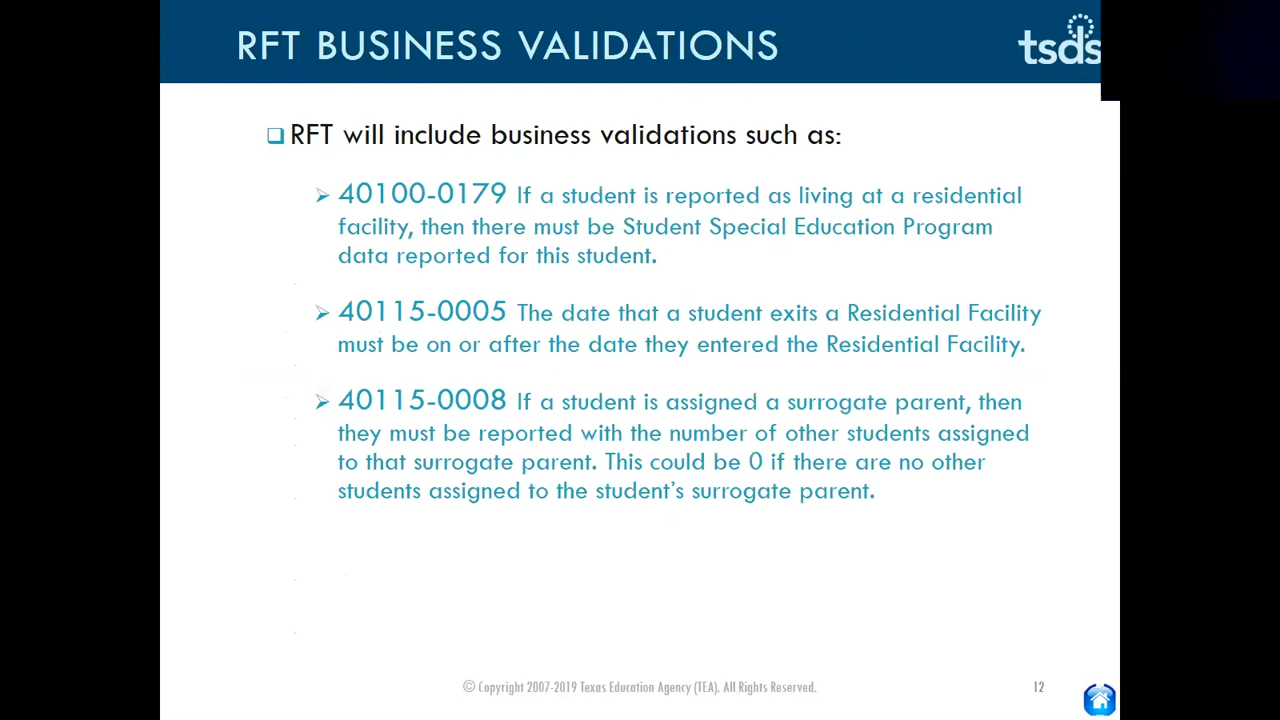 RFT BUSINESS VALIDATIONS
tsds
RFT will include business validations such as:
40100-0179 If a student is reported as living at a residential
facility, then there must be Student Special Education Program
data reported for this student.
40115-0005 The date that a student exits a Residential Facility
must be on or after the date they entered the Residential Facility.
40115-0008 If a student is assigned a surrogate parent, then
they must be reported with the number of other students assigned
to that surrogate parent. This could be 0 if there are no other
students assigned to the student's surrogate parent.
© Copyright 2007-2019 Texas Education Agency (TEA). All Rights Reserved.
12